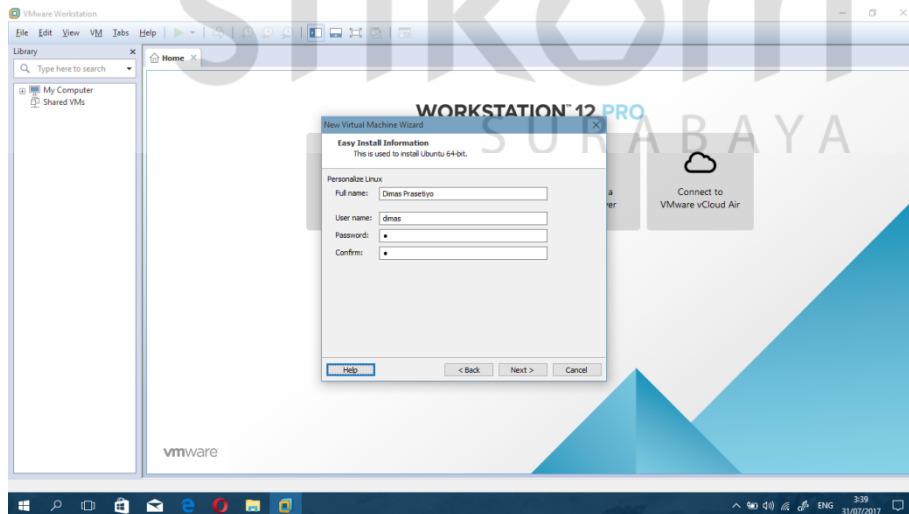 stikom
SURABAYA
VMware Workstation
File Edit View VM Tabs Help
Library
Type here to search
My Computer
Shared VMs
Home
WORKSTATION™ 12 PRO
New Virtual Machine Wizard
Easy Install Information
This is used to install Ubuntu 64-bit.
Personalize Linux
Full name: Dimas Prasetiyo
User name: dimas
Password:
Confirm:
Help < Back Next > Cancel
a
er
Connect to
VMware vCloud Air
vmware
ENG
3:39
31/07/2017